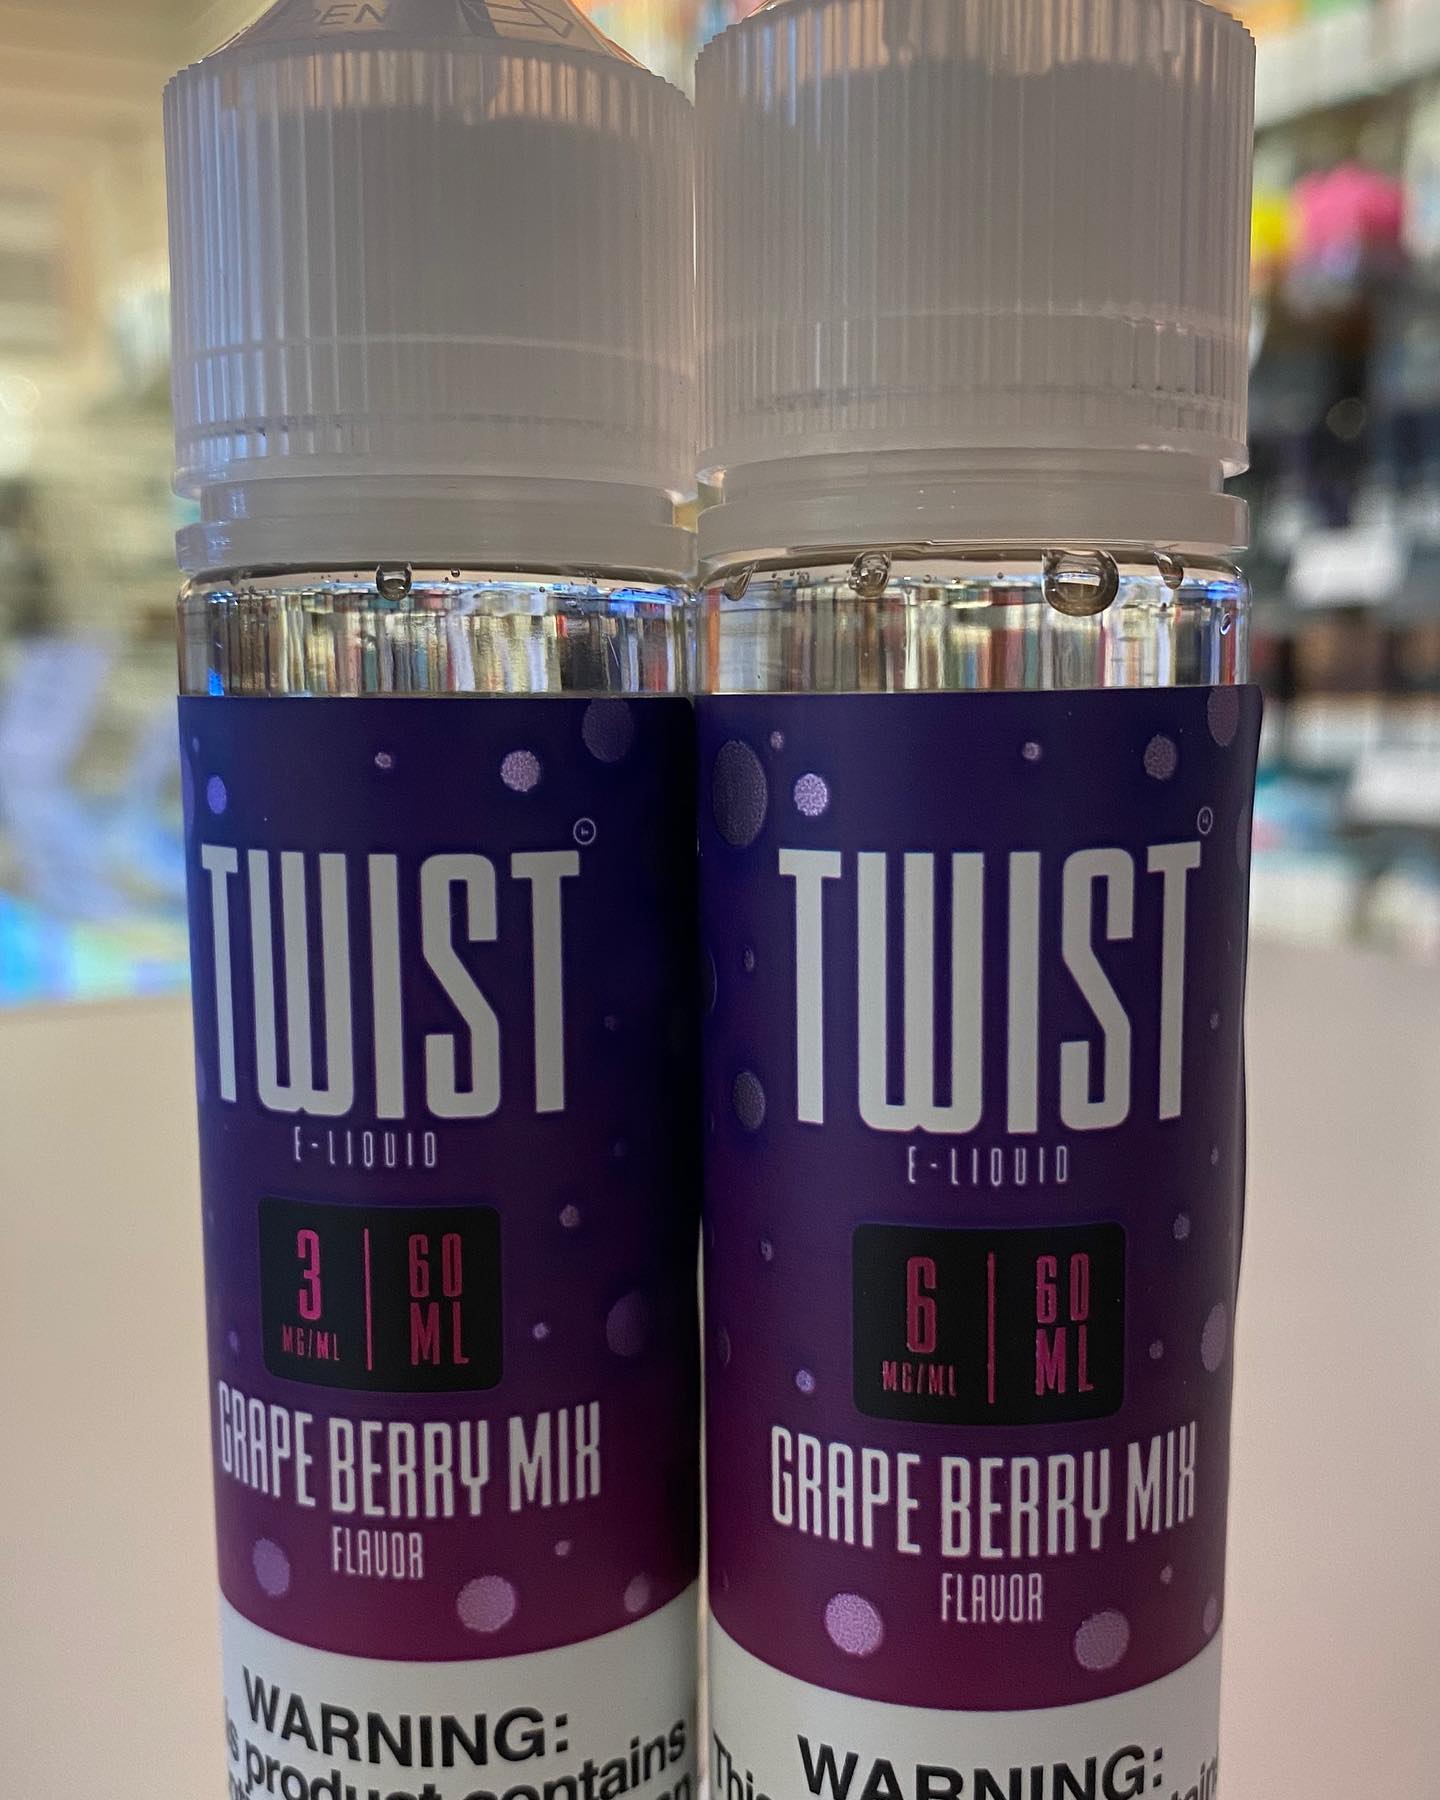 TWIST
E-LIQUID
3
MG/ML
60
ML
GRAPE BERRY MIX
FLAVOR
WARNING:
product contains
TWIST
E-LIQUID
6
MG/ML
60
ML
GRAPE BERRY MIX
FLAVOR
WARNING:
This